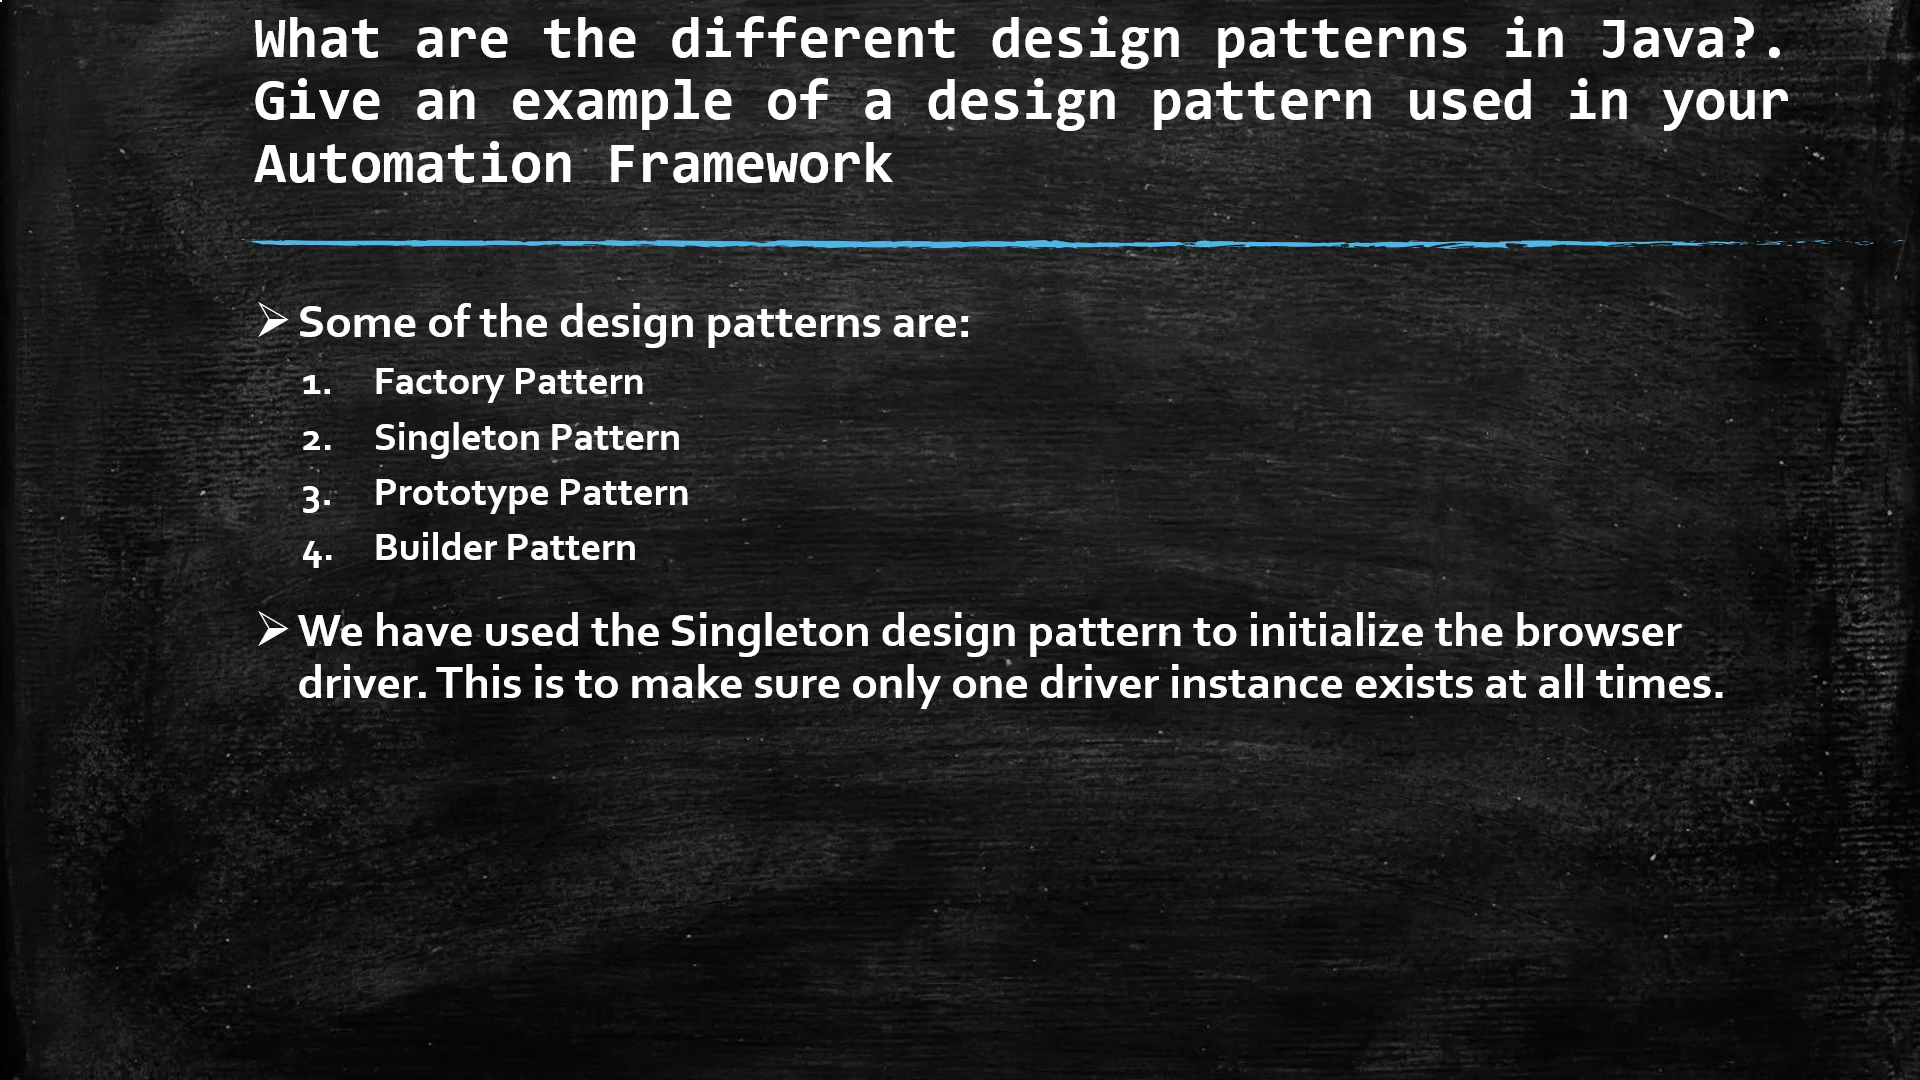 What are the different design patterns in Java?.
Give an example of a design pattern used in your
Automation Framework
➢ Some of the design patterns are:
1. Factory Pattern
2. Singleton Pattern
3. Prototype Pattern
4. Builder Pattern
➢ We have used the Singleton design pattern to initialize the browser
driver. This is to make sure only one driver instance exists at all times.